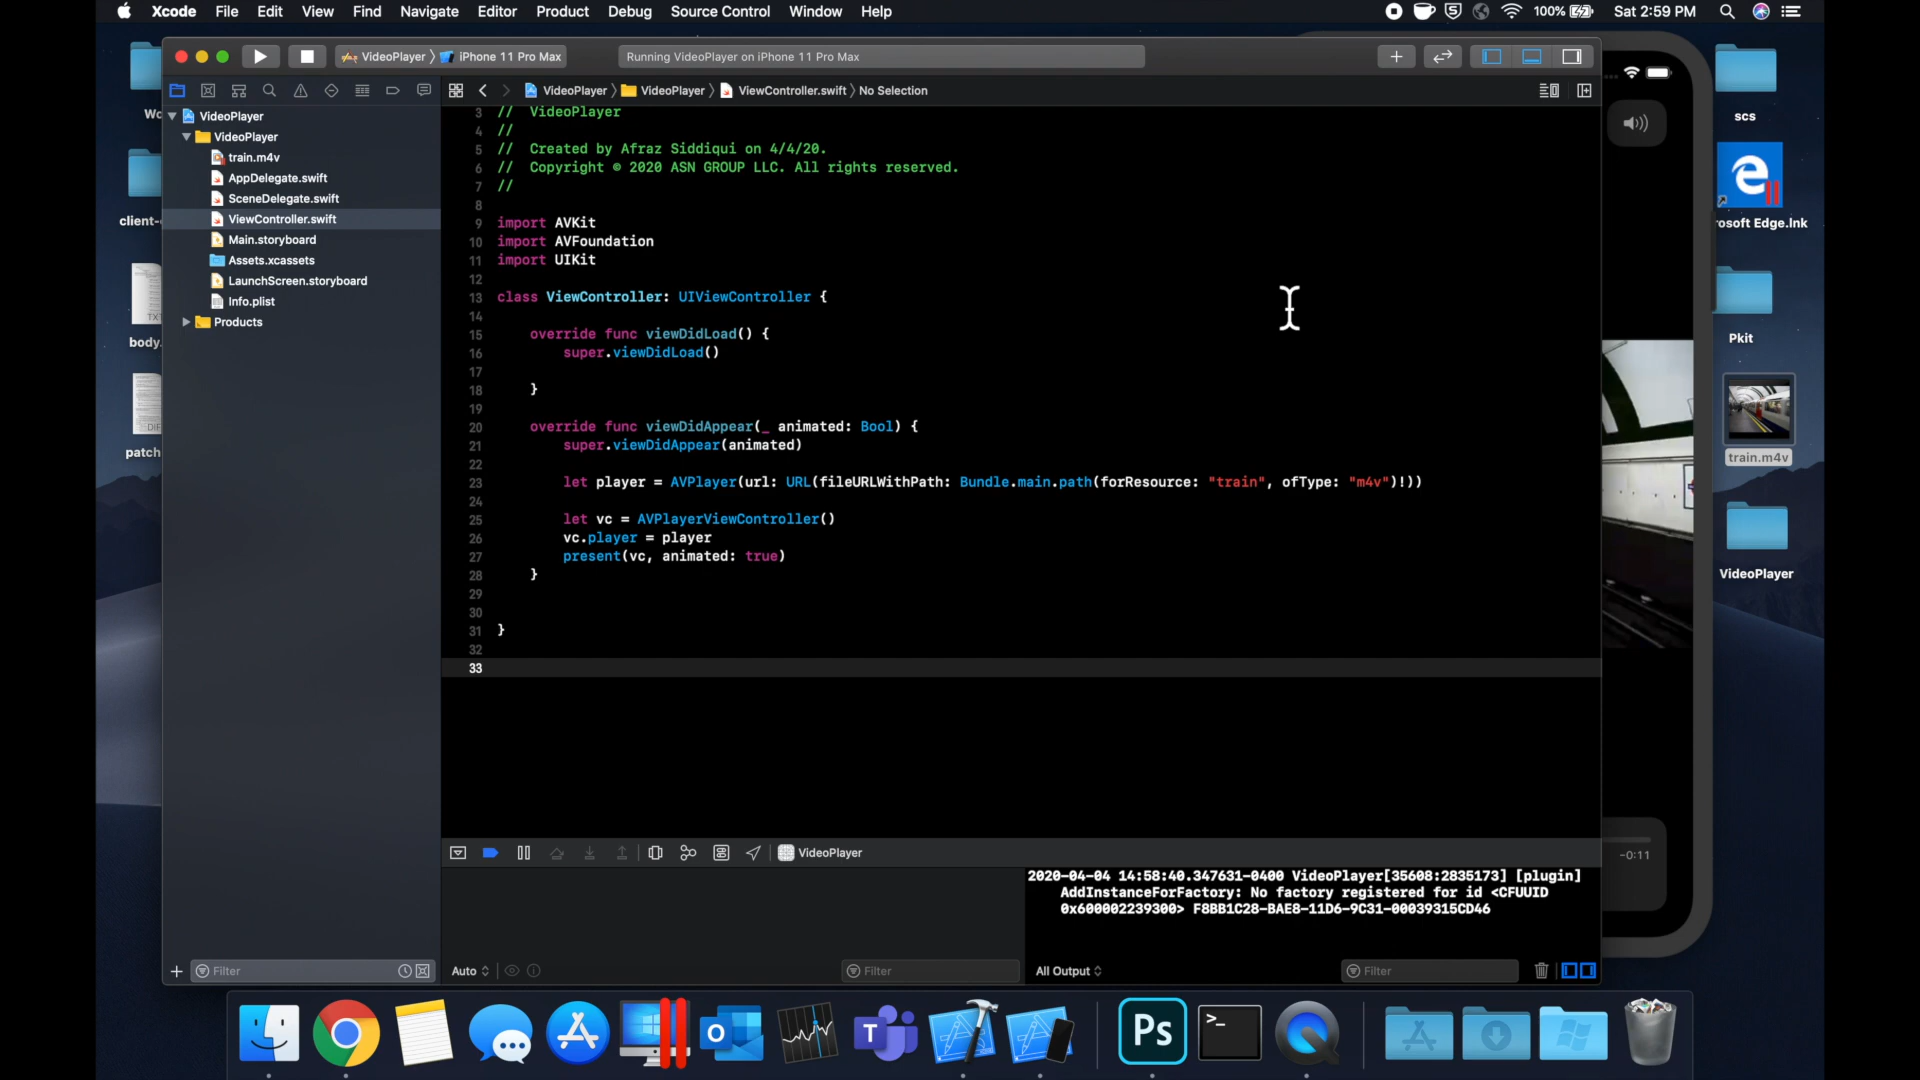 Xcode File Edit View Find Navigate Editor Product Debug Source Control Window Help 100% Sat 2:59 PM
VideoPlayer iPhone 11 Pro Max Running VideoPlayer on iPhone 11 Pro Max
VideoPlayer VideoPlayer ViewController.swift No Selection
VideoPlayer
VideoPlayer
train.m4v
AppDelegate.swift
SceneDelegate.swift
ViewController.swift
Main.storyboard
Assets.xcassets
LaunchScreen.storyboard
Info.plist
Products
3 // VideoPlayer
4 //
5 // Created by Afraz Siddiqui on 4/4/20.
6 // Copyright © 2020 ASN GROUP LLC. All rights reserved.
7 //
8
9 import AVKit
10 import AVFoundation
11 import UIKit
12
13 class ViewController: UIViewController {
14
15 override func viewDidLoad() {
16 super.viewDidLoad()
17
18 }
19
20 override func viewDidAppear(_ animated: Bool) {
21 super.viewDidAppear(animated)
22
23 let player = AVPlayer(url: URL(fileURLWithPath: Bundle.main.path(forResource: "train", ofType: "m4v")!))
24
25 let vc = AVPlayerViewController()
26 vc.player = player
27 present(vc, animated: true)
28 }
29
30
31 }
32
33
VideoPlayer
2020-04-04 14:58:40.347631-0400 VideoPlayer[35608:2835173] [plugin]
AddInstanceForFactory: No factory registered for id <CFUUID
0x600002239300> F8BB1C28-BAE8-11D6-9C31-00039315CD46
Filter
Auto
Filter
All Output
Filter
Wo
client-
TXT
body.
DIF
patch
scs
rosoft Edge.lnk
Pkit
train.m4v
VideoPlayer
-0:11
Ps